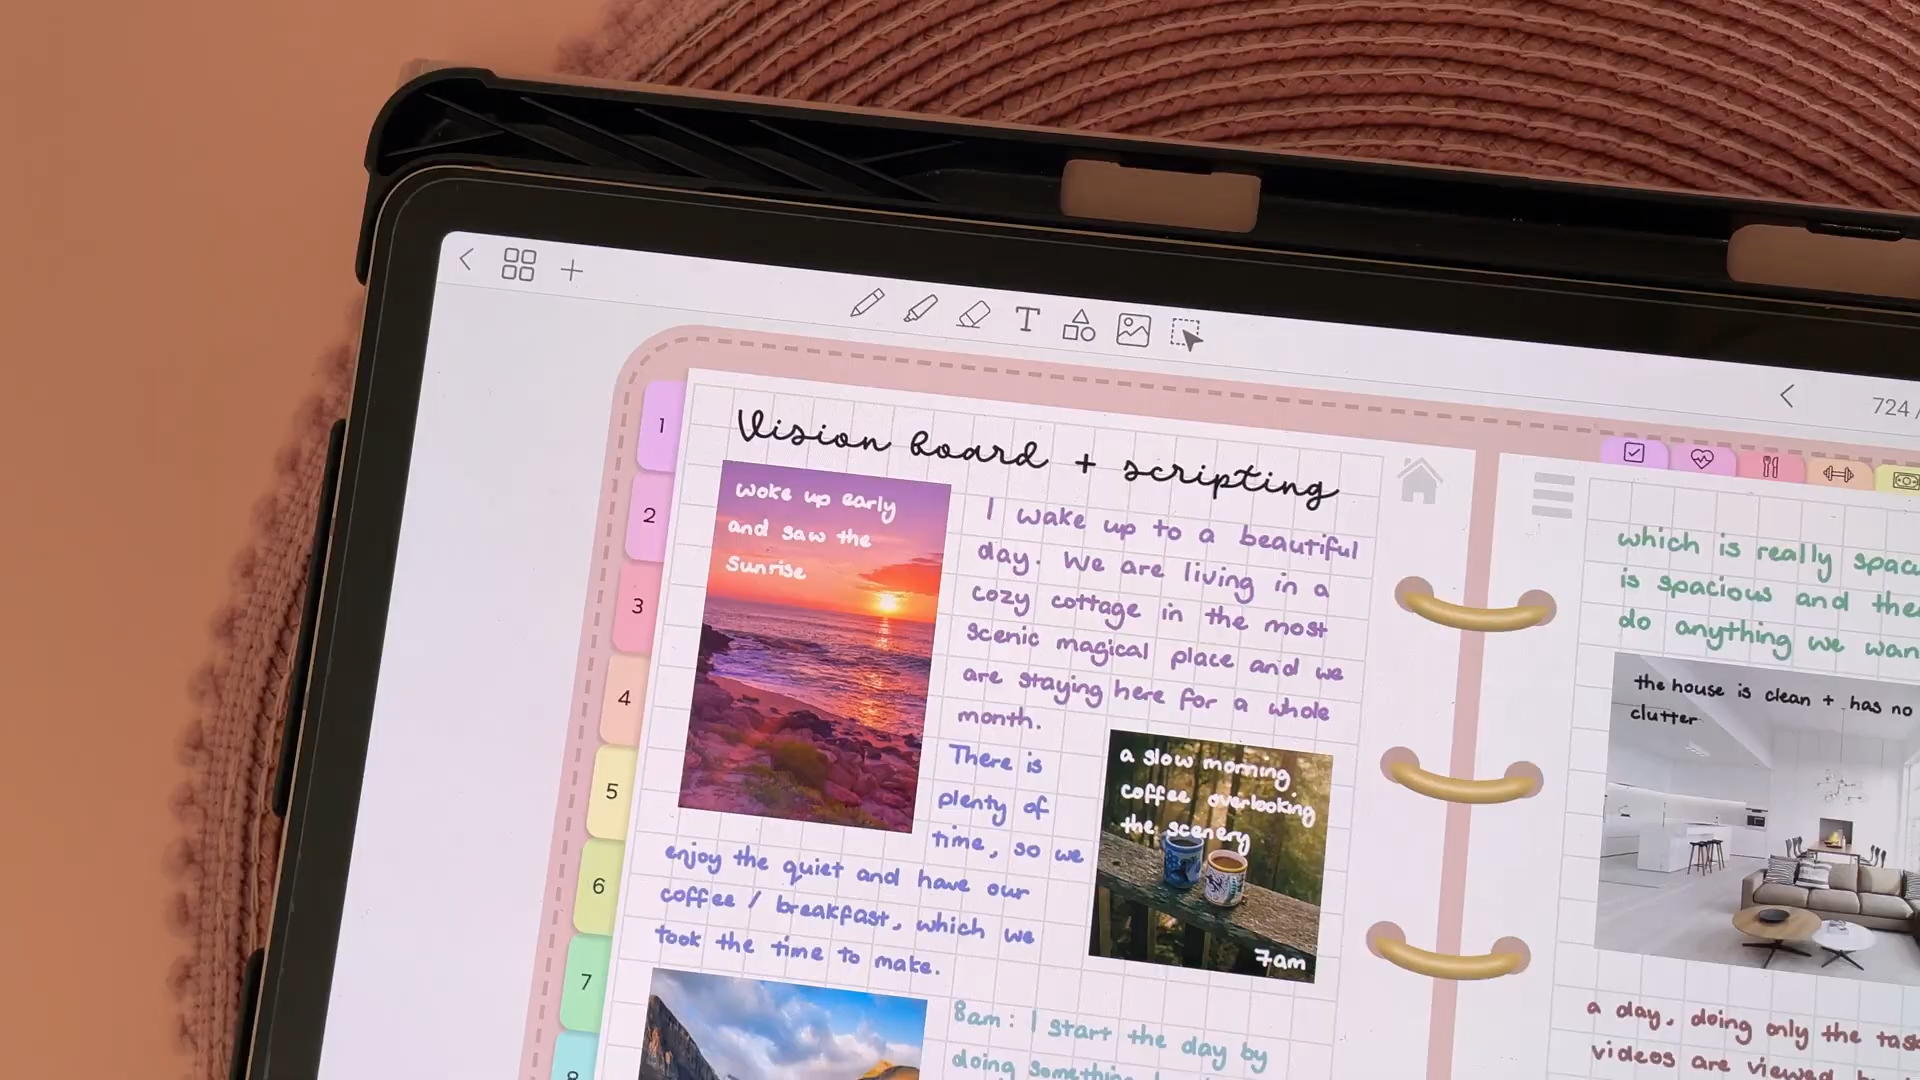 724 /
Vision board + scripting
1
2
3
4
5
6
7
8
woke up early
and saw the
sunrise
I wake up to a beautiful
day. We are living in a
cozy cottage in the most
scenic magical place and we
are staying here for a whole
month.
There is
plenty of
time, so we
enjoy the quiet and have our
coffee / breakfast, which we
took the time to make.
a slow morning
coffee overlooking
the scenery
7am
8am: I start the day by
doing something
which is really
is spacious and
do anything we
the house is clean + has no
clutter
a day, doing only the
videos are viewed